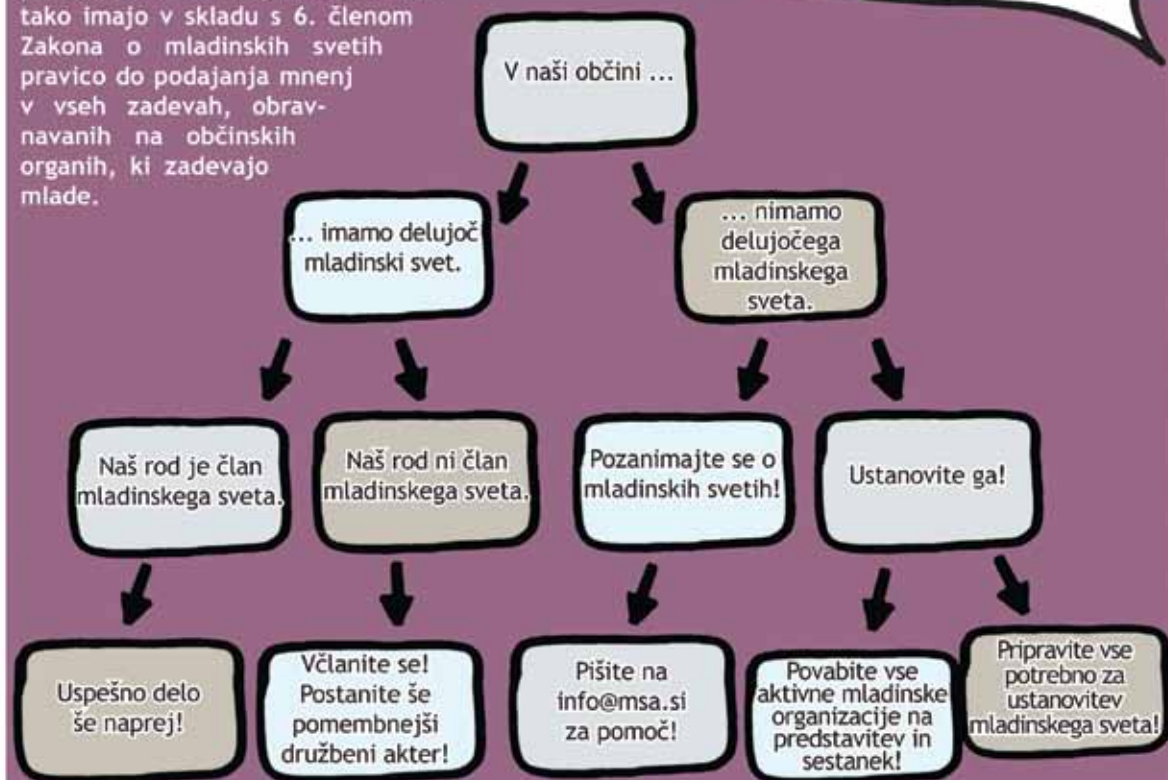 tako imajo v skladu s 6. členom
Zakona o mladinskih svetih
pravico do podajanja mnenj
v vseh zadevah, obrav-
navanih na občinskih
organih, ki zadevajo
mlade.
V naši občini ...
... imamo delujoč
mladinski svet.
... nimamo
delujočega
mladinskega
sveta.
Naš rod je član
mladinskega sveta.
Naš rod ni član
mladinskega sveta.
Pozanimajte se o
mladinskih svetih!
Ustanovite ga!
Uspešno delo
še naprej!
Včlanite se!
Postanite še
pomembnejši
družbeni akter!
Pišite na
info@msa.si
za pomoč!
Povabite vse
aktivne mladinske
organizacije na
predstavitev in
sestanek!
Pripravite vse
potrebno za
ustanovitev
mladinskega sveta!